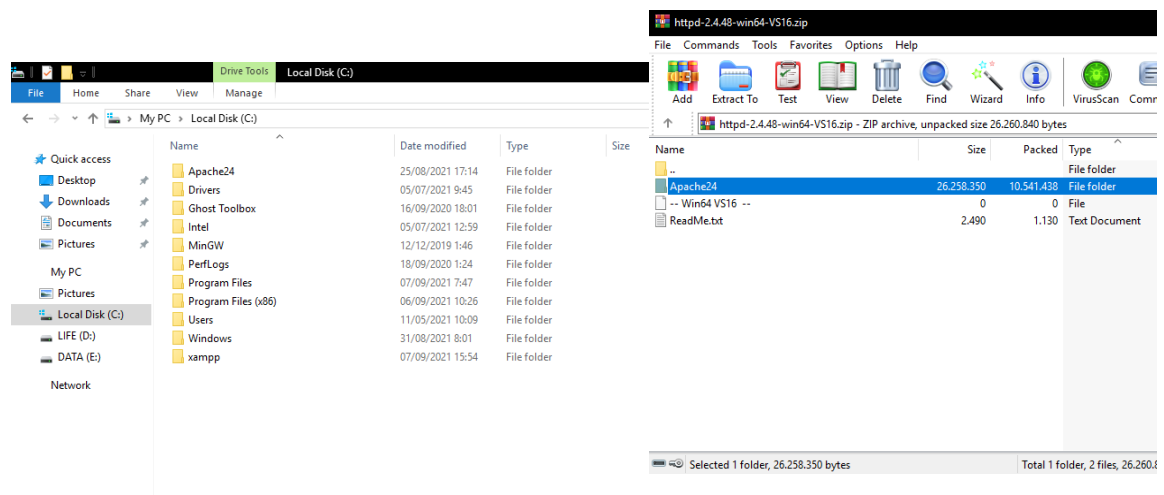 Drive Tools
Local Disk (C:)
File Home Share View Manage
My PC Local Disk (C:)
Quick access
Desktop
Downloads
Documents
Pictures
My PC
Pictures
Local Disk (C:)
LIFE (D:)
DATA (E:)
Network
Name Date modified Type Size
Apache24 25/08/2021 17:14 File folder
Drivers 05/07/2021 9:45 File folder
Ghost Toolbox 16/09/2020 18:01 File folder
Intel 05/07/2021 12:59 File folder
MinGW 12/12/2019 1:46 File folder
PerfLogs 18/09/2020 1:24 File folder
Program Files 07/09/2021 7:47 File folder
Program Files (x86) 06/09/2021 10:26 File folder
Users 11/05/2021 10:09 File folder
Windows 31/08/2021 8:01 File folder
xampp 07/09/2021 15:54 File folder
httpd-2.4.48-win64-VS16.zip
File Commands Tools Favorites Options Help
Add Extract To Test View Delete Find Wizard Info VirusScan Comm
httpd-2.4.48-win64-VS16.zip - ZIP archive, unpacked size 26.260.840 bytes
Name Size Packed Type
.. File folder
Apache24 26.258.350 10.541.438 File folder
-- Win64 VS16 -- 0 0 File
ReadMe.txt 2.490 1.130 Text Document
Selected 1 folder, 26.258.350 bytes
Total 1 folder, 2 files, 26.260.8